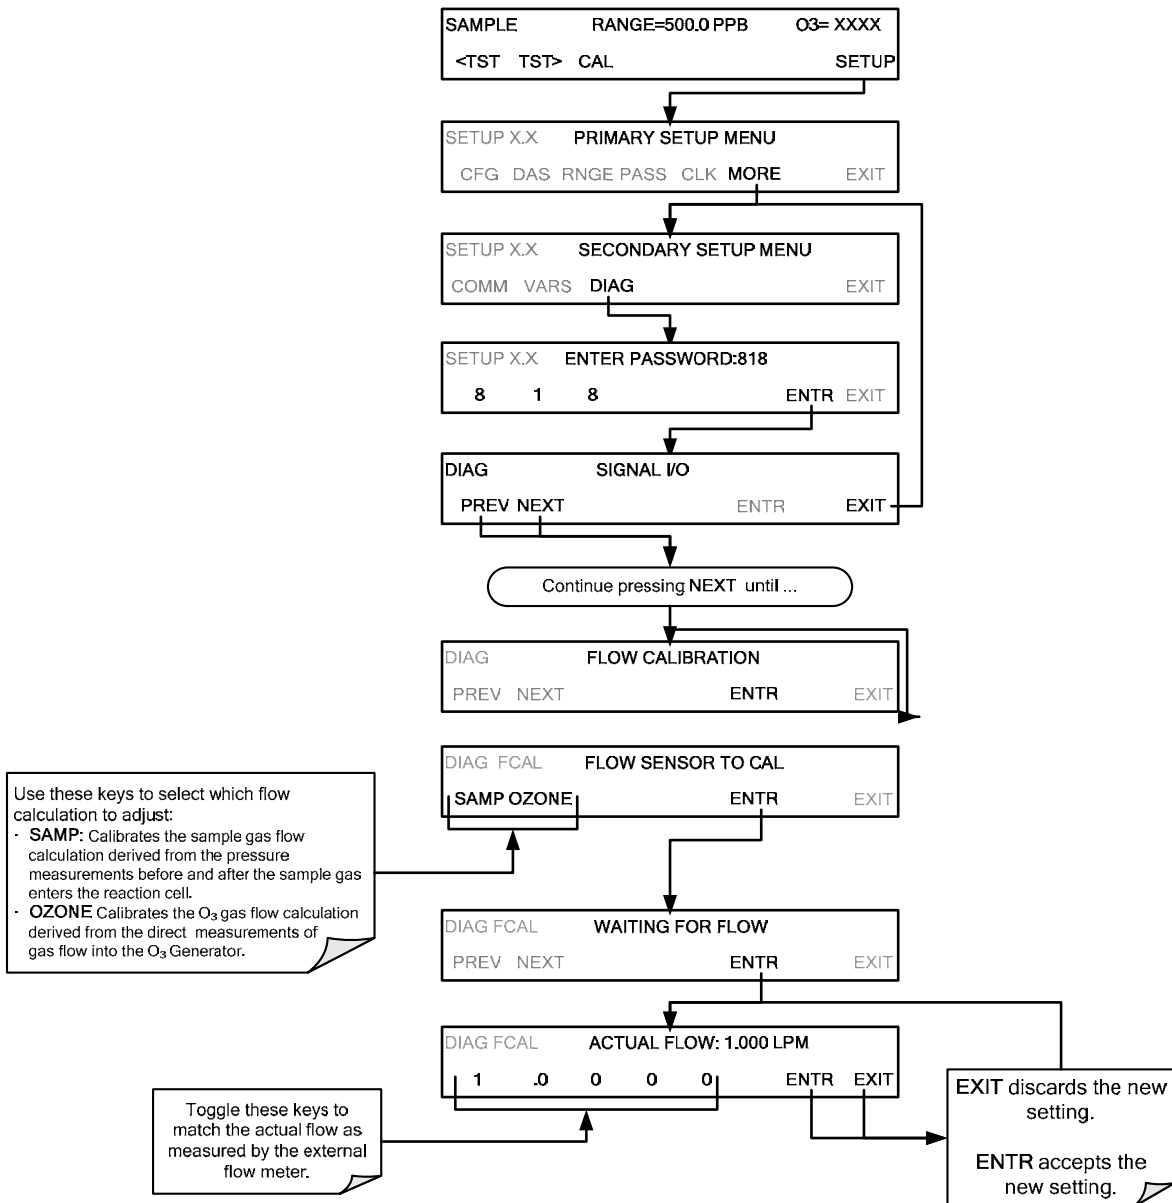 SAMPLE RANGE=500.0 PPB O3= XXXX
<TST TST> CAL SETUP
SETUP X.X PRIMARY SETUP MENU
CFG DAS RNGE PASS CLK MORE EXIT
SETUP X.X SECONDARY SETUP MENU
COMM VARS DIAG EXIT
SETUP X.X ENTER PASSWORD:818
8 1 8 ENTR EXIT
DIAG SIGNAL I/O
PREV NEXT ENTR EXIT
Continue pressing NEXT until ...
DIAG FLOW CALIBRATION
PREV NEXT ENTR EXIT
DIAG FCAL FLOW SENSOR TO CAL
SAMP OZONE ENTR EXIT
Use these keys to select which flow
calculation to adjust:
· SAMP: Calibrates the sample gas flow
calculation derived from the pressure
measurements before and after the sample gas
enters the reaction cell.
· OZONE Calibrates the O₃ gas flow calculation
derived from the direct measurements of
gas flow into the O₃ Generator.
DIAG FCAL WAITING FOR FLOW
PREV NEXT ENTR EXIT
DIAG FCAL ACTUAL FLOW: 1.000 LPM
1 .0 0 0 0 ENTR EXIT
Toggle these keys to
match the actual flow as
measured by the external
flow meter.
EXIT discards the new
setting.
ENTR accepts the
new setting.